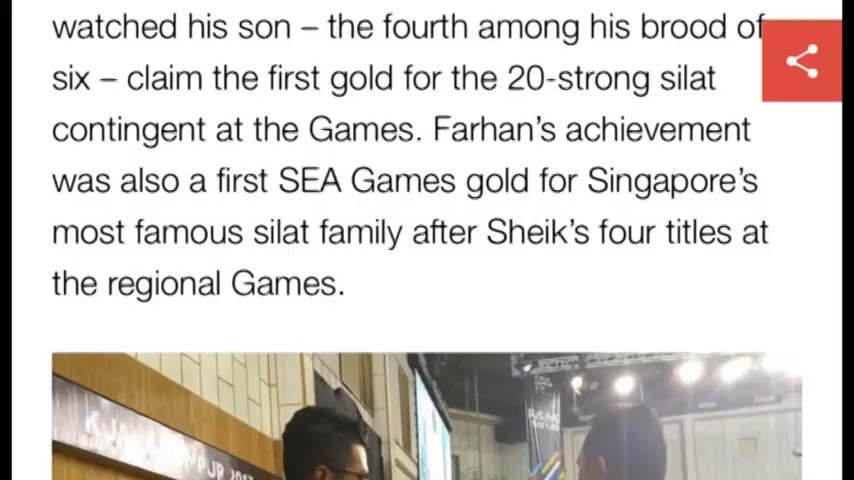 watched his son – the fourth among his brood of
six – claim the first gold for the 20-strong silat
contingent at the Games. Farhan's achievement
was also a first SEA Games gold for Singapore's
most famous silat family after Sheik's four titles at
the regional Games.